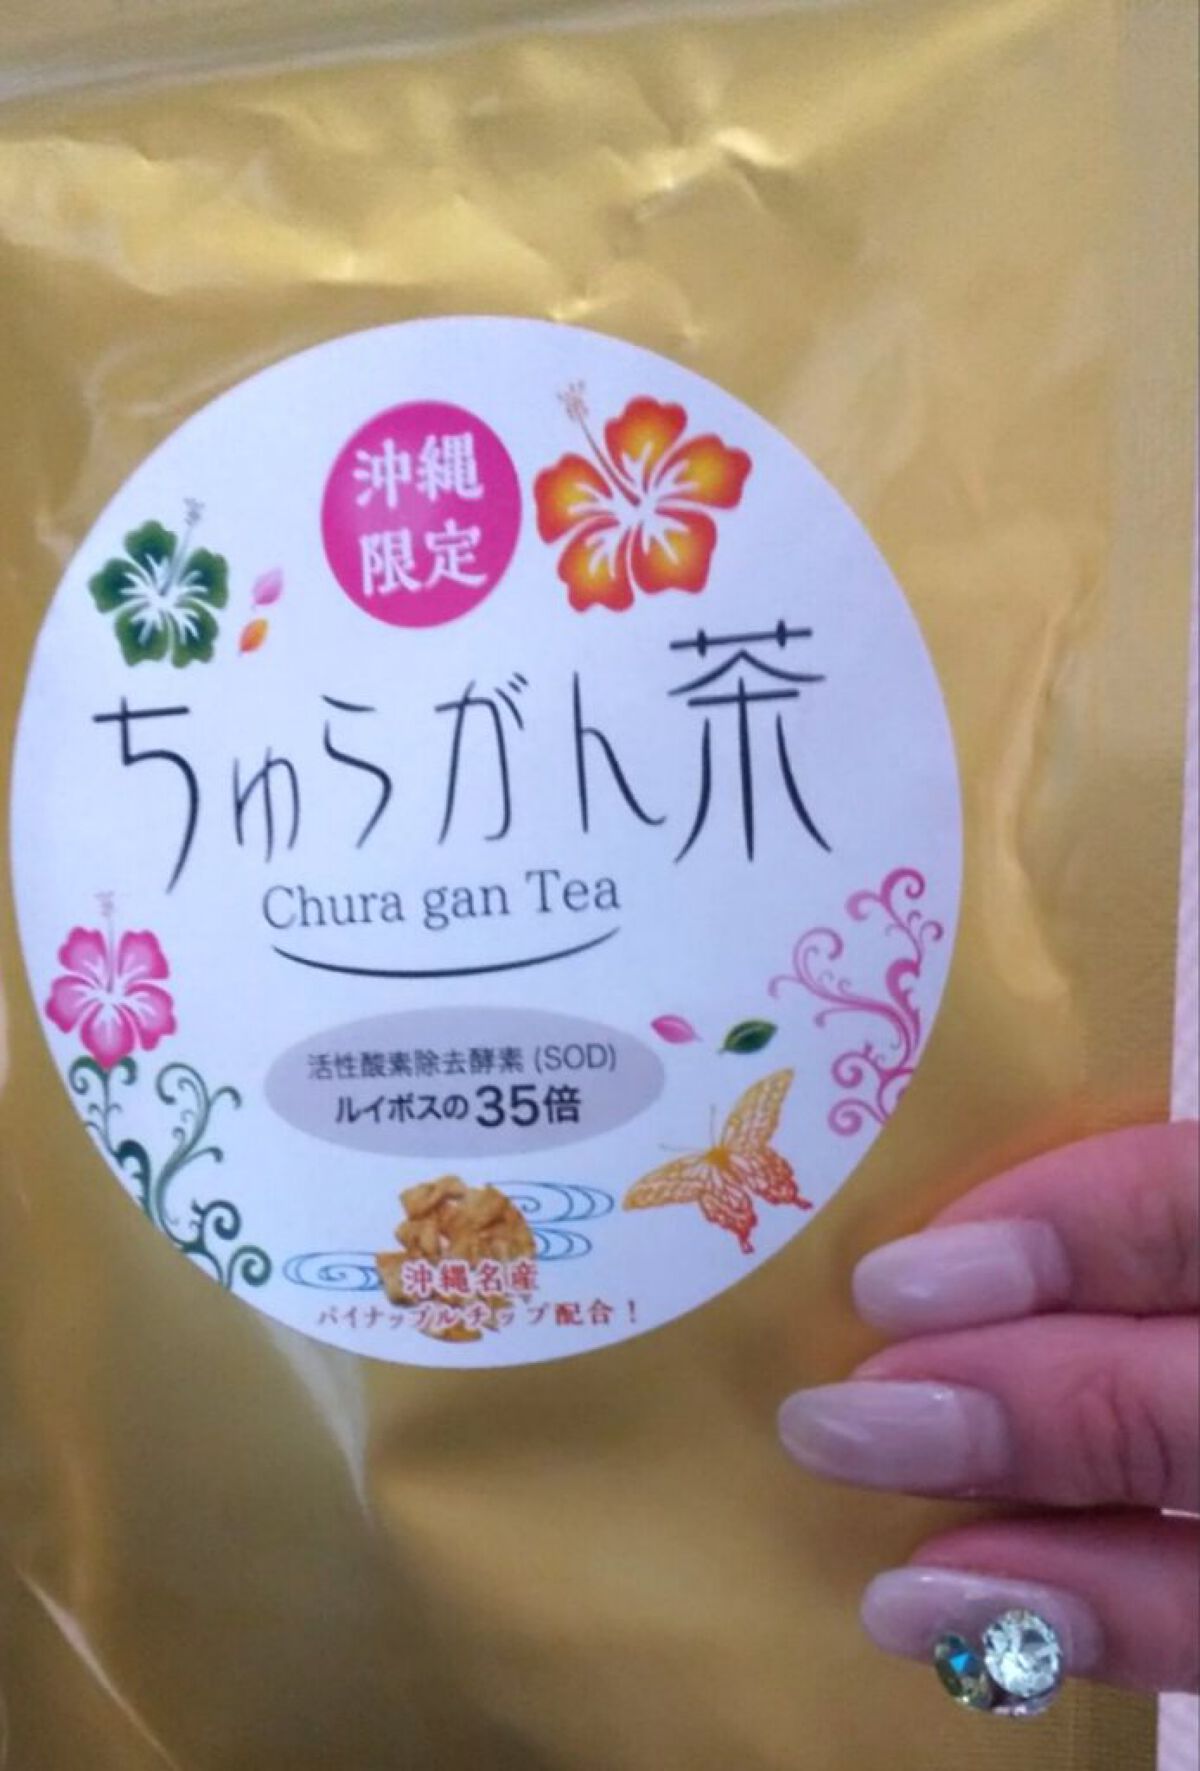 沖縄
限定
ちゅらがん茶
Chura gan Tea
活性酸素除去酵素 (SOD)
ルイボスの35倍
沖縄名産
パイナップルチップ配合！